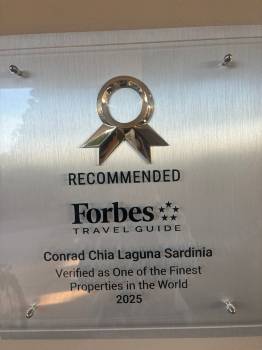 RECOMMENDED
Forbes
TRAVEL GUIDE
Conrad Chia Laguna Sardinia
Verified as One of the Finest
Properties in the World
2025